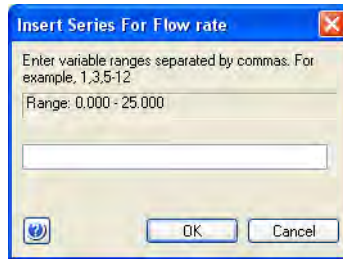 Insert Series For Flow rate
Enter variable ranges separated by commas. For
example, 1,3,5-12
Range: 0.000 - 25.000
OK
Cancel